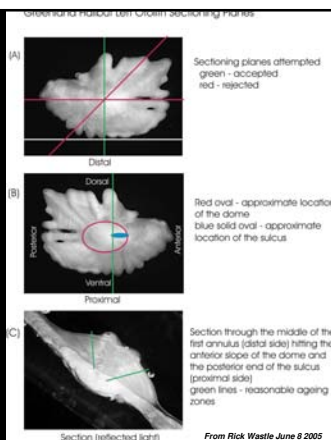 Greenland Halibut Left Otolith Sectioning Planes
(A)
Sectioning planes attempted
green - accepted
red - rejected
Distal
(B)
Dorsal
Posterior
Anterior
Ventral
Proximal
Red oval - approximate location
of the dome
blue solid oval - approximate
location of the sulcus
(C)
Section through the middle of the
first annulus (distal side) hitting the
anterior slope of the dome and
the posterior end of the sulcus
(proximal side)
green lines - reasonable ageing
zones
Section (reflected light)
From Rick Wastle June 8 2005